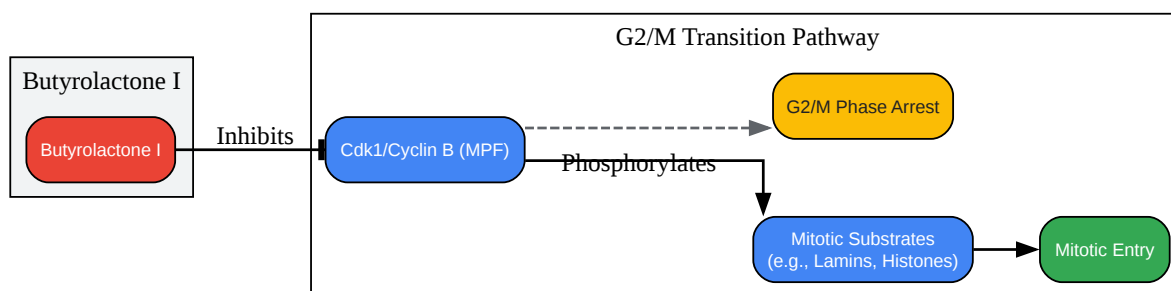 G2/M Transition Pathway
Butyrolactone I
Butyrolactone I
Inhibits
Cdk1/Cyclin B (MPF)
G2/M Phase Arrest
Phosphorylates
Mitotic Substrates
(e.g., Lamins, Histones)
Mitotic Entry